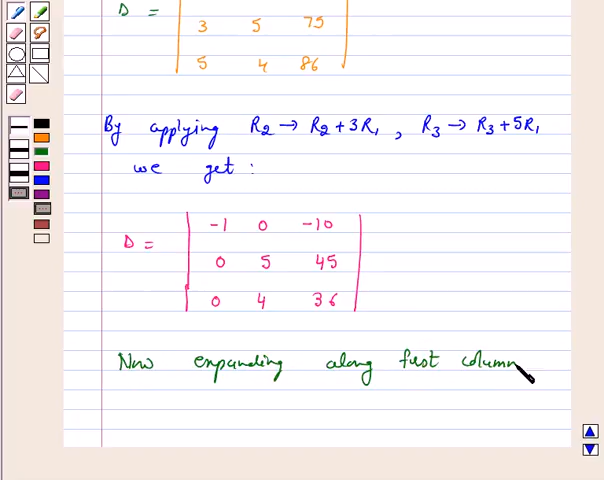 D =
3 5 75
5 4 86
By applying R2 → R2 + 3R1 , R3 → R3 + 5R1
we get :
-1 0 -10
D =
0 5 45
0 4 36
Now expanding along first column